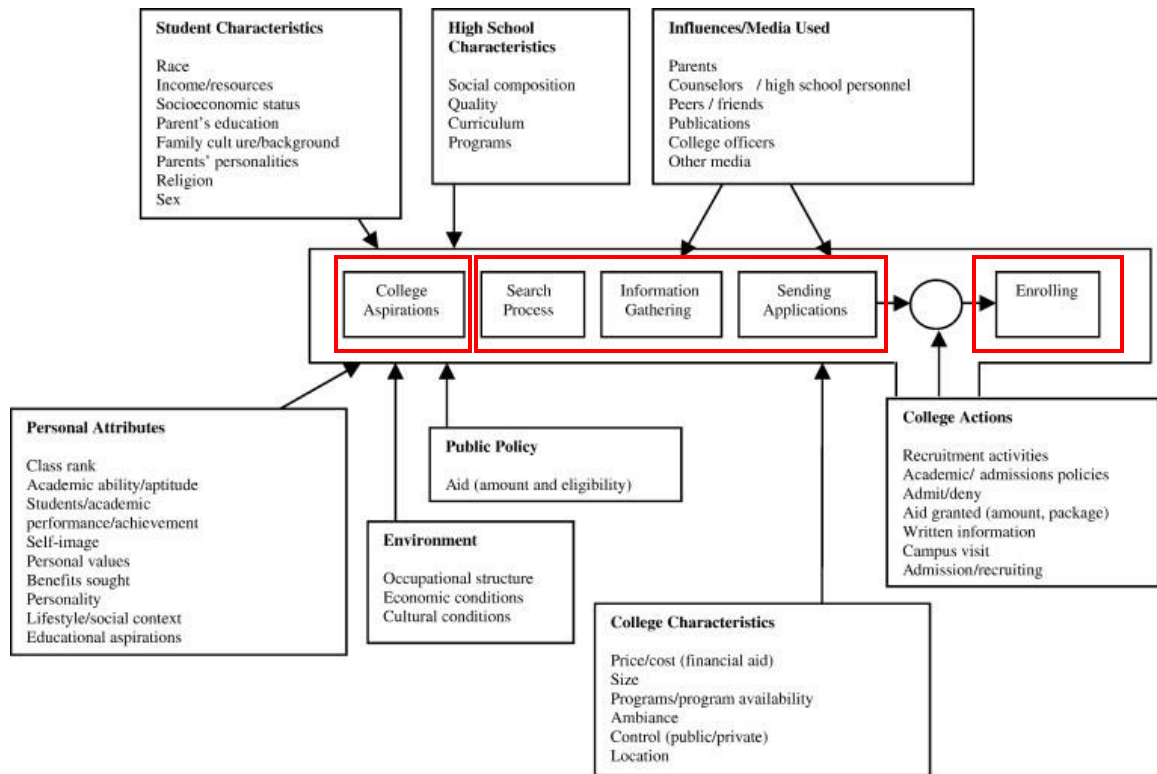 Student Characteristics
Race
Income/resources
Socioeconomic status
Parent's education
Family cult ure/background
Parents' personalities
Religion
Sex
High School
Characteristics
Social composition
Quality
Curriculum
Programs
Influences/Media Used
Parents
Counselors / high school personnel
Peers / friends
Publications
College officers
Other media
College
Aspirations
Search
Process
Information
Gathering
Sending
Applications
Enrolling
Personal Attributes
Class rank
Academic ability/aptitude
Students/academic
performance/achievement
Self-image
Personal values
Benefits sought
Personality
Lifestyle/social context
Educational aspirations
Public Policy
Aid (amount and eligibility)
Environment
Occupational structure
Economic conditions
Cultural conditions
College Characteristics
Price/cost (financial aid)
Size
Programs/program availability
Ambiance
Control (public/private)
Location
College Actions
Recruitment activities
Academic/ admissions policies
Admit/deny
Aid granted (amount, package)
Written information
Campus visit
Admission/recruiting